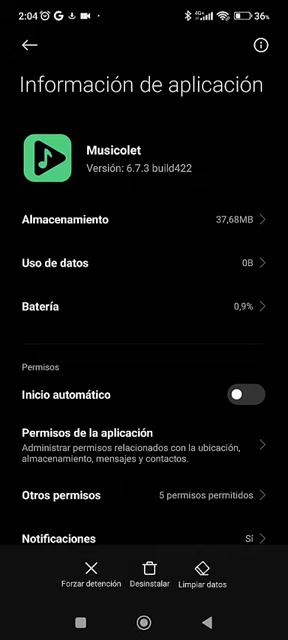 2:04
4G+
36%
Información de aplicación
Musicolet
Versión: 6.7.3 build422
Almacenamiento 37,68MB
Uso de datos 0B
Batería 0,9%
Permisos
Inicio automático
Permisos de la aplicación
Administrar permisos relacionados con la ubicación,
almacenamiento, mensajes y contactos.
Otros permisos 5 permisos permitidos
Notificaciones Sí
Forzar detención Desinstalar Limpiar datos